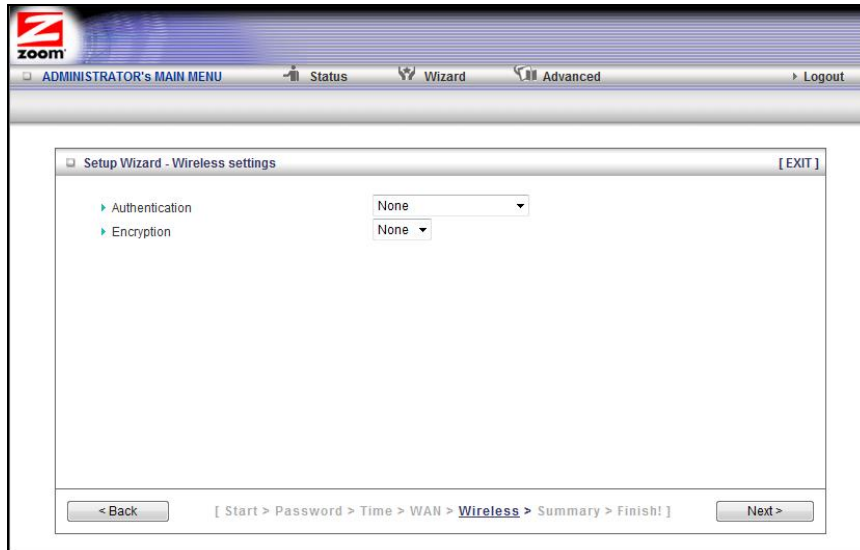 zoom
ADMINISTRATOR's MAIN MENU Status Wizard Advanced Logout
Setup Wizard - Wireless settings [ EXIT ]
Authentication None
Encryption None
< Back [ Start > Password > Time > WAN > Wireless > Summary > Finish! ] Next >